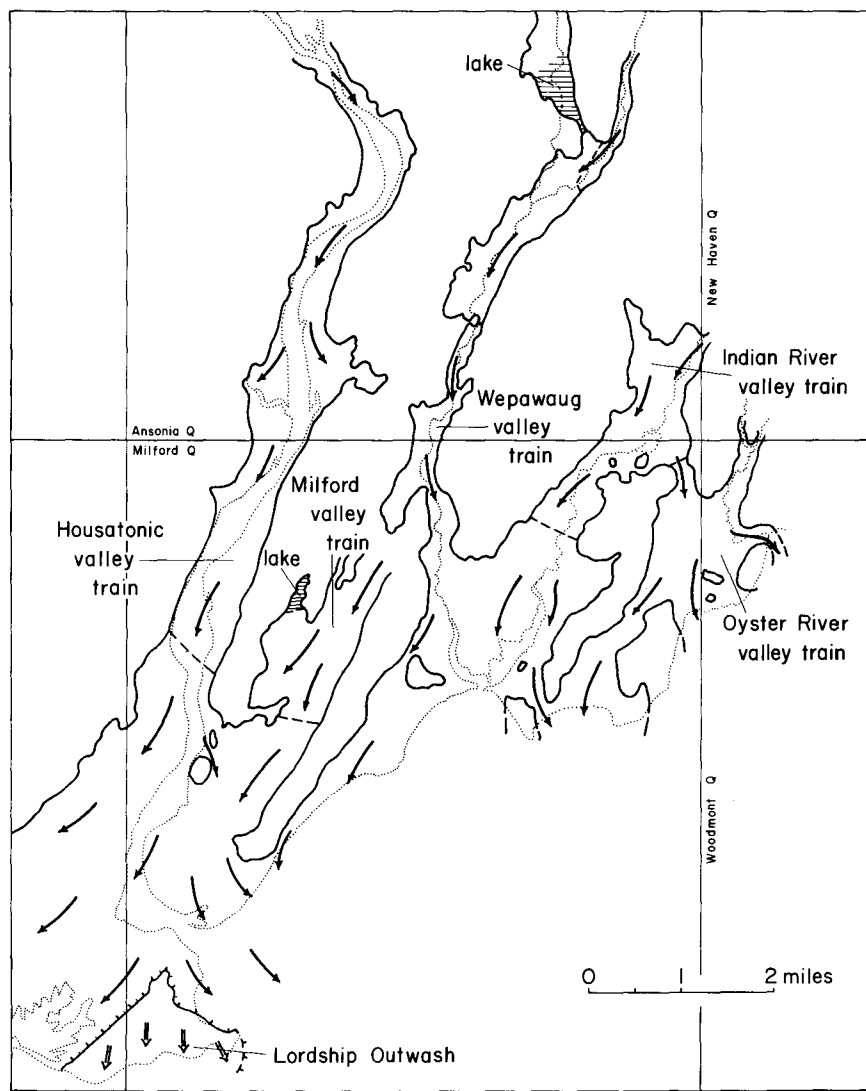 lake
New Haven Q
Indian River
valley train
Wepawaug
valley
train
Ansonia Q
Milford Q
Milford
valley
train
Housatonic
valley
train
lake
Oyster River
valley train
Woodmont Q
0 1 2 miles
Lordship Outwash